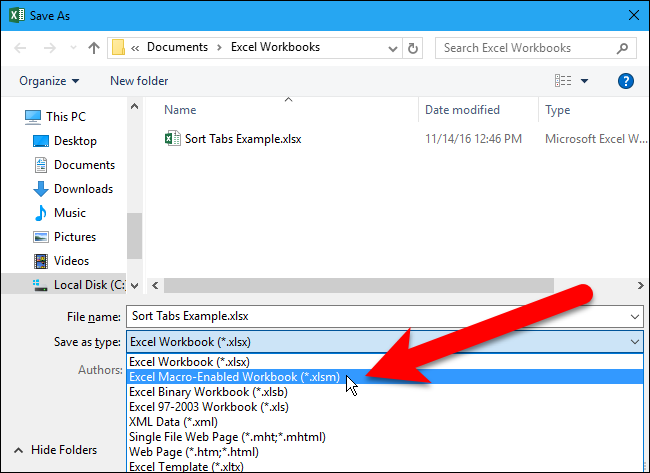 Save As
« Documents > Excel Workbooks
Search Excel Workbooks
Organize
New folder
Name
Date modified
Type
This PC
Desktop
Documents
Downloads
Music
Pictures
Videos
Local Disk (C:
Sort Tabs Example.xlsx
11/14/16 12:46 PM
Microsoft Excel W...
File name:
Sort Tabs Example.xlsx
Save as type:
Excel Workbook (*.xlsx)
Authors:
Excel Workbook (*.xlsx)
Excel Macro-Enabled Workbook (*.xlsm)
Excel Binary Workbook (*.xlsb)
Excel 97-2003 Workbook (*.xls)
XML Data (*.xml)
Single File Web Page (*.mht;*.mhtml)
Web Page (*.htm;*.html)
Excel Template (*.xltx)
Hide Folders